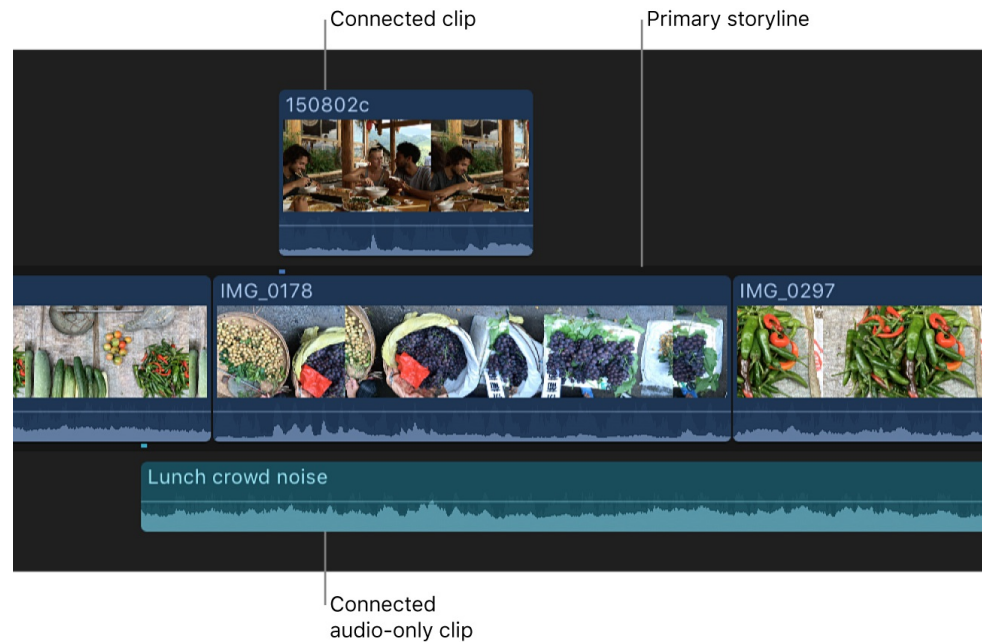 Connected clip
Primary storyline
150802c
IMG_0178
IMG_0297
Lunch crowd noise
Connected
audio-only clip